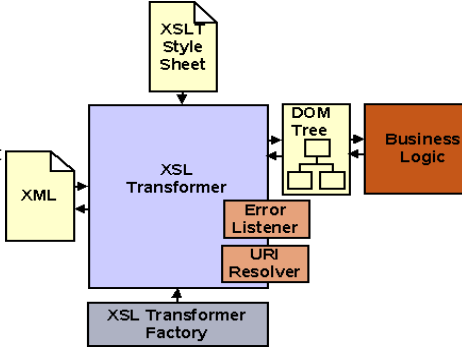 XSLT
Style
Sheet
DOM
Tree
Business
Logic
XSL
Transformer
XML
Error
Listener
URI
Resolver
XSL Transformer
Factory